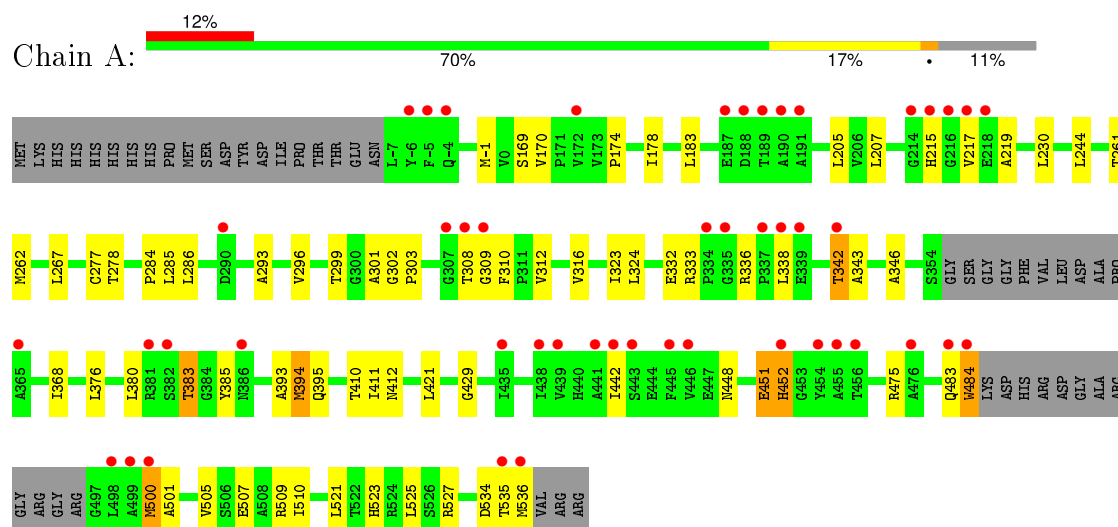 12%
Chain A:
70% 17% • 11%
MET LYS HIS HIS HIS HIS HIS HIS PRO MET SER ASP TYR ASP ILE PRO THR THR GLU ASN L-7 Y-6 F-5 Q-4 M-1 V0 S169 V170 P171 V172 V173 P174 I178 L183 E187 D188 T189 A190 A191 L205 V206 L207 G214 H215 G216 V217 E218 A219 L230 L244 T261
M262 L267 C277 T278 P284 L285 L286 D290 A293 V296 T299 G300 A301 G302 P303 G307 T308 G309 F310 P311 V312 V316 I323 L324 E332 R333 P334 G335 R336 P337 L338 E339 T342 A343 A346 S354 GLY SER GLY GLY PHE VAL LEU ASP ALA PRO
A365 I368 L376 L380 R381 S382 T383 G384 Y385 N386 A393 M394 Q395 T410 I411 N412 L421 G429 I435 I438 V439 H440 A441 I442 S443 E444 F445 V446 E447 N448 E451 H452 G453 Y454 A455 T456 R475 A476 Q483 W484 LYS ASP HIS ARG ASP GLY ALA ARG
GLY ARG GLY ARG G497 L498 A499 M500 A501 V505 S506 E507 A508 R509 I510 L521 T522 H523 R524 L525 S526 R527 D534 T535 M536 VAL ARG ARG